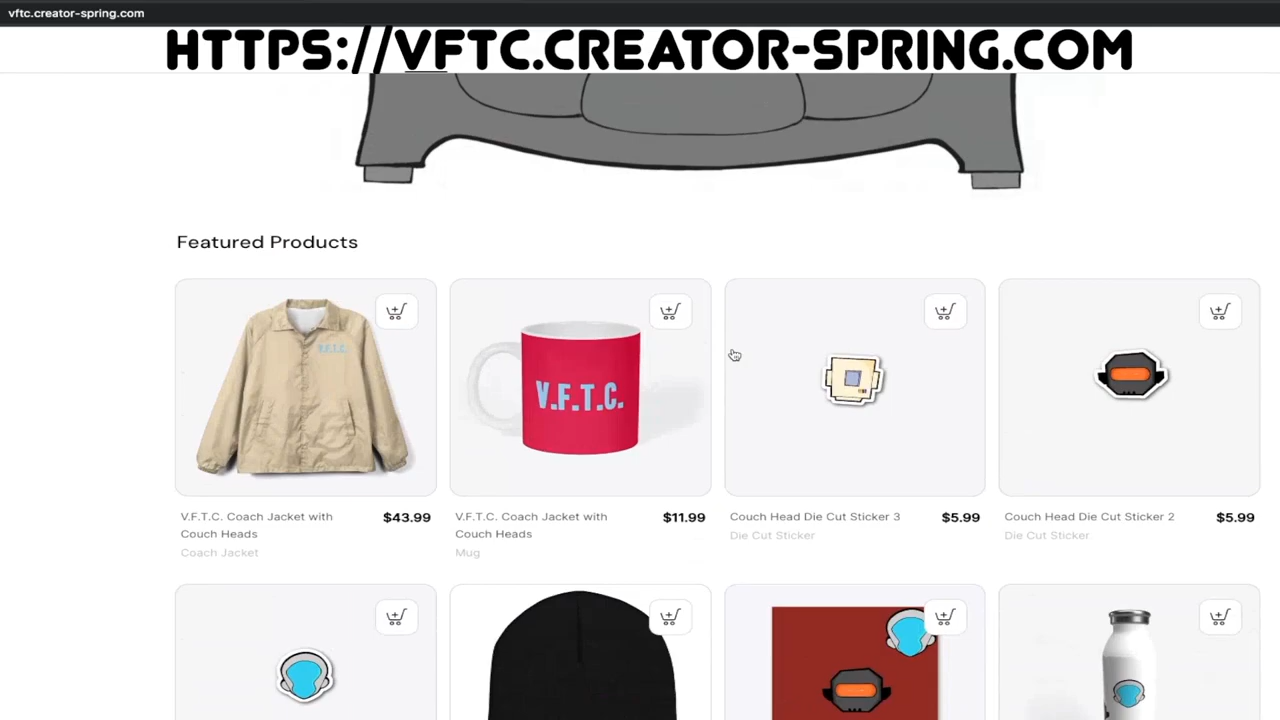 vftc.creator-spring.com
HTTPS://VFTC.CREATOR-SPRING.COM
Featured Products
V.F.T.C.
V.F.T.C.
V.F.T.C. Coach Jacket with
Couch Heads
$43.99
Coach Jacket
V.F.T.C. Coach Jacket with
Couch Heads
$11.99
Mug
Couch Head Die Cut Sticker 3
$5.99
Die Cut Sticker
Couch Head Die Cut Sticker 2
$5.99
Die Cut Sticker